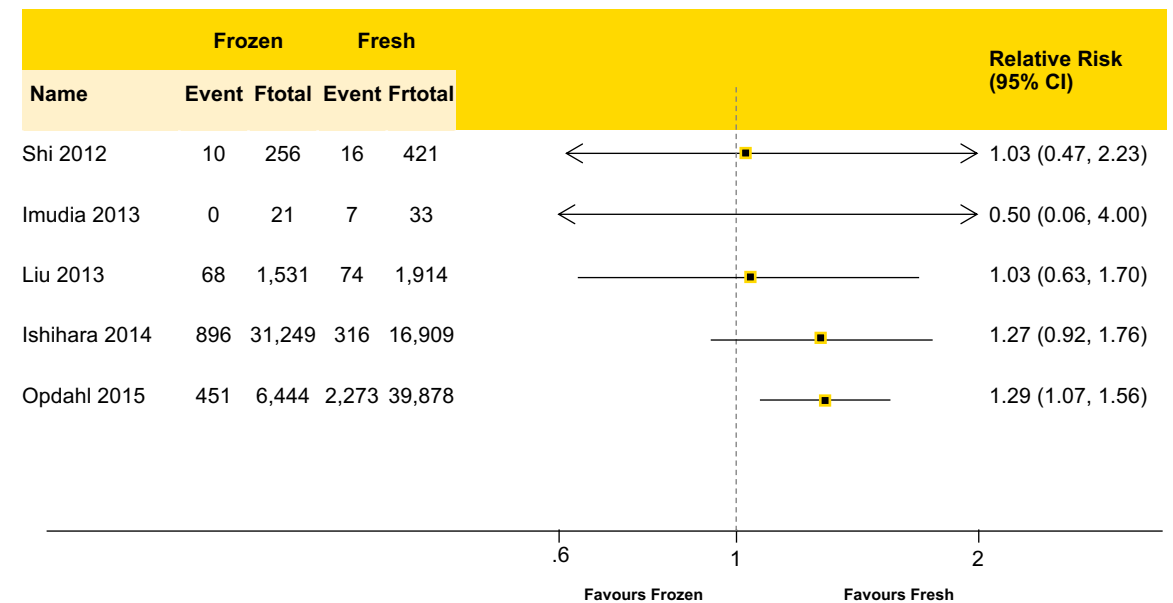 Frozen Fresh
Relative Risk
(95% CI)
Name Event Ftotal Event Frtotal
Shi 2012 10 256 16 421 1.03 (0.47, 2.23)
Imudia 2013 0 21 7 33 0.50 (0.06, 4.00)
Liu 2013 68 1,531 74 1,914 1.03 (0.63, 1.70)
Ishihara 2014 896 31,249 316 16,909 1.27 (0.92, 1.76)
Opdahl 2015 451 6,444 2,273 39,878 1.29 (1.07, 1.56)
.6 1 2
Favours Frozen Favours Fresh